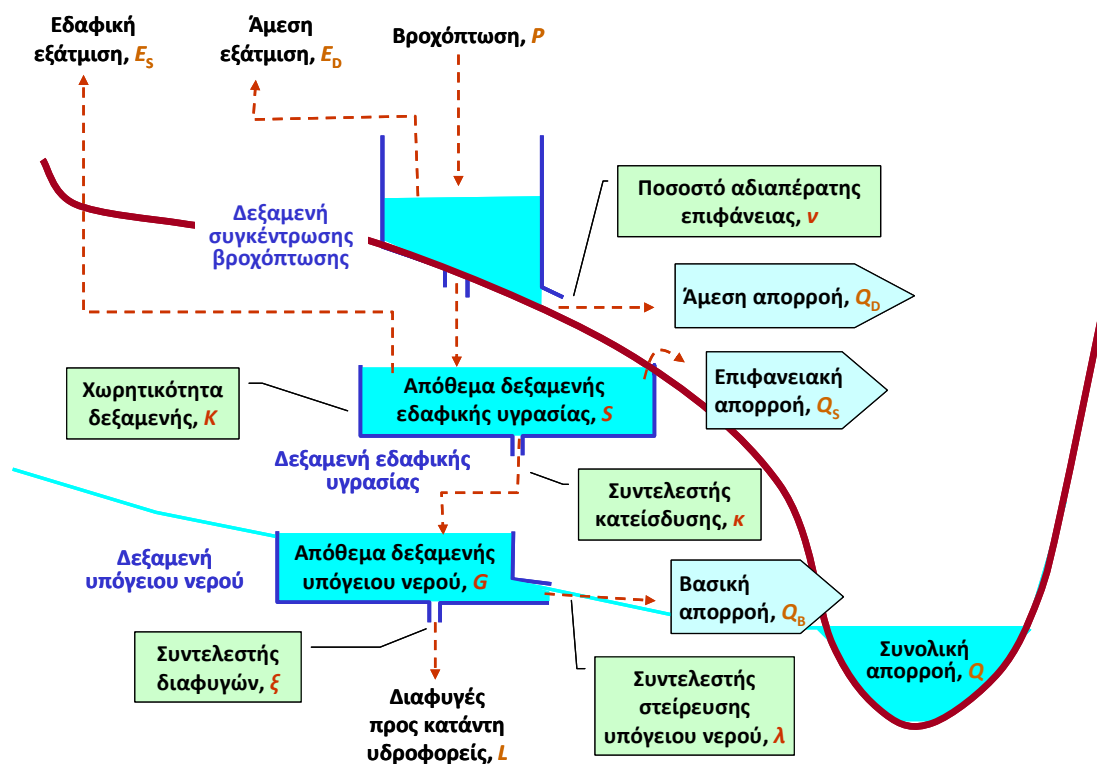 Εδαφική
εξάτμιση, ES
Άμεση
εξάτμιση, ED
Βροχόπτωση, P
Ποσοστό αδιαπέρατης
επιφάνειας, ν
Δεξαμενή
συγκέντρωσης
βροχόπτωσης
Άμεση απορροή, QD
Χωρητικότητα
δεξαμενής, K
Απόθεμα δεξαμενής
εδαφικής υγρασίας, S
Επιφανειακή
απορροή, QS
Δεξαμενή εδαφικής
υγρασίας
Συντελεστής
κατείσδυσης, κ
Δεξαμενή
υπόγειου νερού
Απόθεμα δεξαμενής
υπόγειου νερού, G
Βασική
απορροή, QB
Συντελεστής
διαφυγών, ξ
Διαφυγές
προς κατάντη
υδροφορείς, L
Συντελεστής
στείρευσης
υπόγειου νερού, λ
Συνολική
απορροή, Q